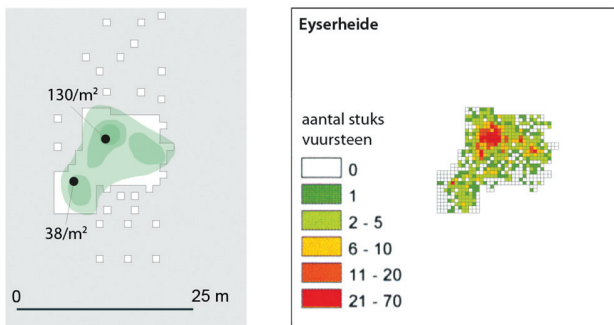 130/m²
38/m²
0 25 m
Eyserheide
aantal stuks
vuursteen
0
1
2 - 5
6 - 10
11 - 20
21 - 70